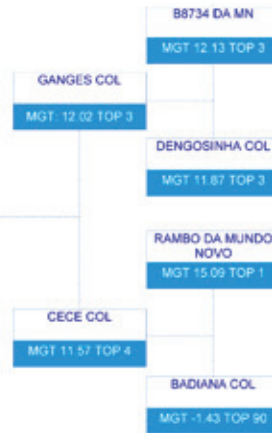 B8734 DA MN
MGT 12.13 TOP 3
GANGES COL
MGT: 12.02 TOP 3
DENGOSINHA COL
MGT 11.87 TOP 3
RAMBO DA MUNDO
NOVO
MGT 15.09 TOP 1
CECE COL
MGT 11.57 TOP 4
BADIANA COL
MGT -1.43 TOP 90